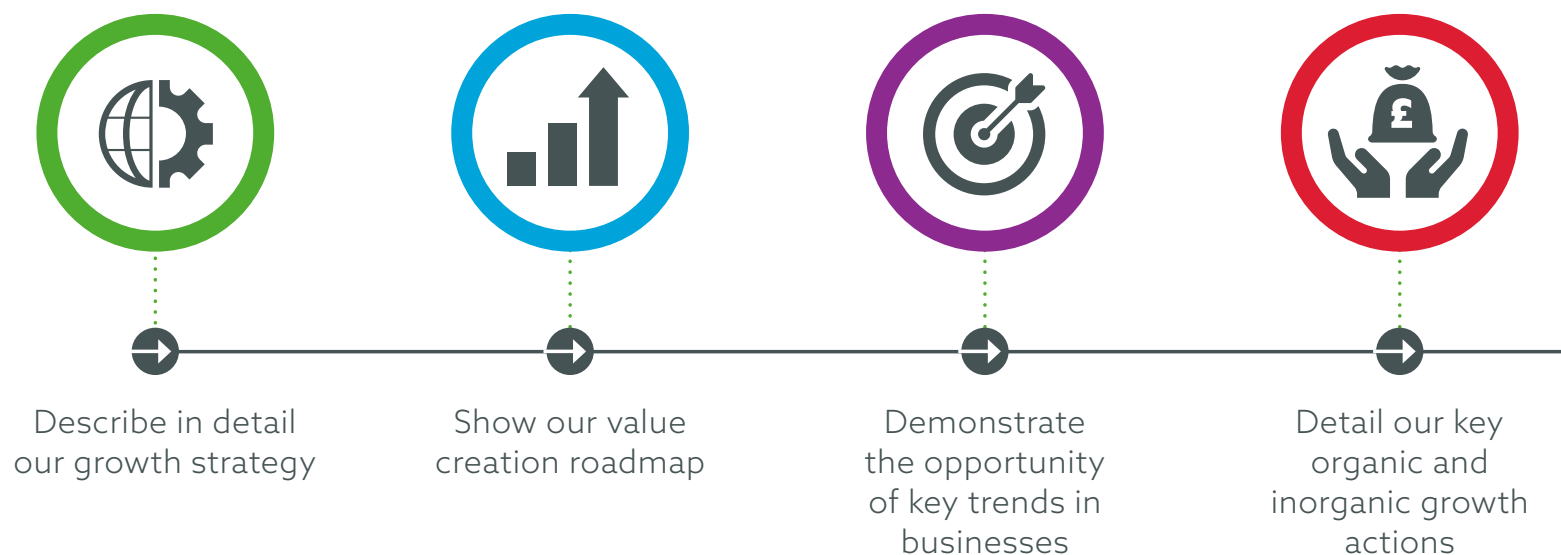 £
Describe in detail
our growth strategy
Show our value
creation roadmap
Demonstrate
the opportunity
of key trends in
businesses
Detail our key
organic and
inorganic growth
actions